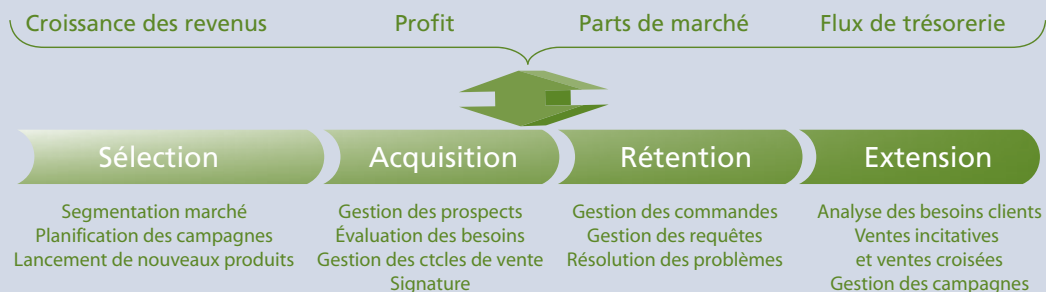 Croissance des revenus
Profit
Parts de marché
Flux de trésorerie
Sélection
Acquisition
Rétention
Extension
Segmentation marché
Planification des campagnes
Lancement de nouveaux produits
Gestion des prospects
Évaluation des besoins
Gestion des ctcles de vente
Signature
Gestion des commandes
Gestion des requêtes
Résolution des problèmes
Analyse des besoins clients
Ventes incitatives
et ventes croisées
Gestion des campagnes